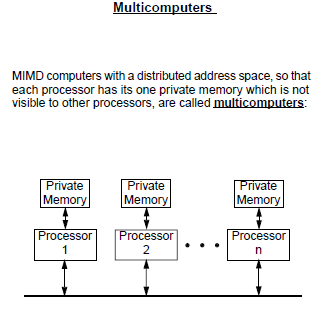 Multicomputers
MIMD computers with a distributed address space, so that
each processor has its one private memory which is not
visible to other processors, are called multicomputers:
Private
Memory
Private
Memory
Private
Memory
Processor
1
Processor
2
. . .
Processor
n